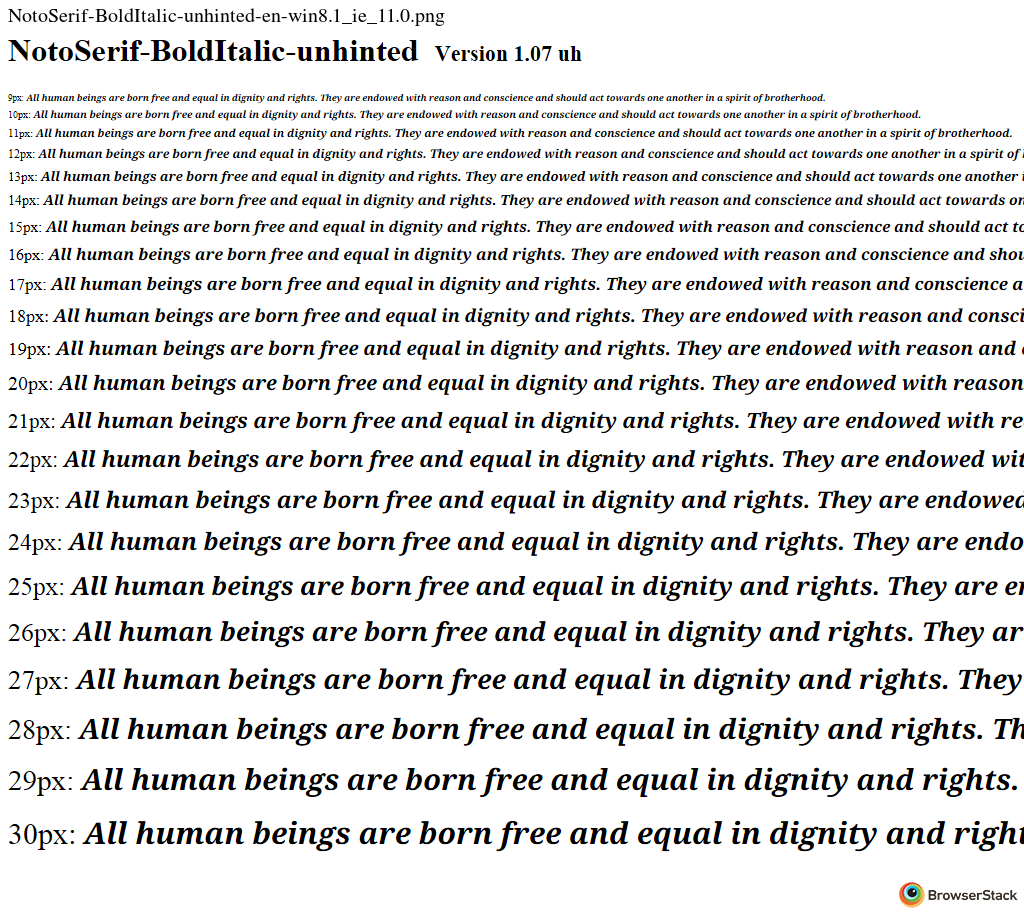 NotoSerif-BoldItalic-unhinted-en-win8.1_ie_11.0.png
NotoSerif-BoldItalic-unhinted Version 1.07 uh
9px: All human beings are born free and equal in dignity and rights. They are endowed with reason and conscience and should act towards one another in a spirit of brotherhood.
10px: All human beings are born free and equal in dignity and rights. They are endowed with reason and conscience and should act towards one another in a spirit of brotherhood.
11px: All human beings are born free and equal in dignity and rights. They are endowed with reason and conscience and should act towards one another in a spirit of brotherhood.
12px: All human beings are born free and equal in dignity and rights. They are endowed with reason and conscience and should act towards one another in a spirit of
13px: All human beings are born free and equal in dignity and rights. They are endowed with reason and conscience and should act towards one another
14px: All human beings are born free and equal in dignity and rights. They are endowed with reason and conscience and should act towards on
15px: All human beings are born free and equal in dignity and rights. They are endowed with reason and conscience and should act to
16px: All human beings are born free and equal in dignity and rights. They are endowed with reason and conscience and shou
17px: All human beings are born free and equal in dignity and rights. They are endowed with reason and conscience a
18px: All human beings are born free and equal in dignity and rights. They are endowed with reason and consci
19px: All human beings are born free and equal in dignity and rights. They are endowed with reason and
20px: All human beings are born free and equal in dignity and rights. They are endowed with reason
21px: All human beings are born free and equal in dignity and rights. They are endowed with re
22px: All human beings are born free and equal in dignity and rights. They are endowed wit
23px: All human beings are born free and equal in dignity and rights. They are endowed
24px: All human beings are born free and equal in dignity and rights. They are endo
25px: All human beings are born free and equal in dignity and rights. They are en
26px: All human beings are born free and equal in dignity and rights. They ar
27px: All human beings are born free and equal in dignity and rights. They
28px: All human beings are born free and equal in dignity and rights. Th
29px: All human beings are born free and equal in dignity and rights.
30px: All human beings are born free and equal in dignity and right
BrowserStack